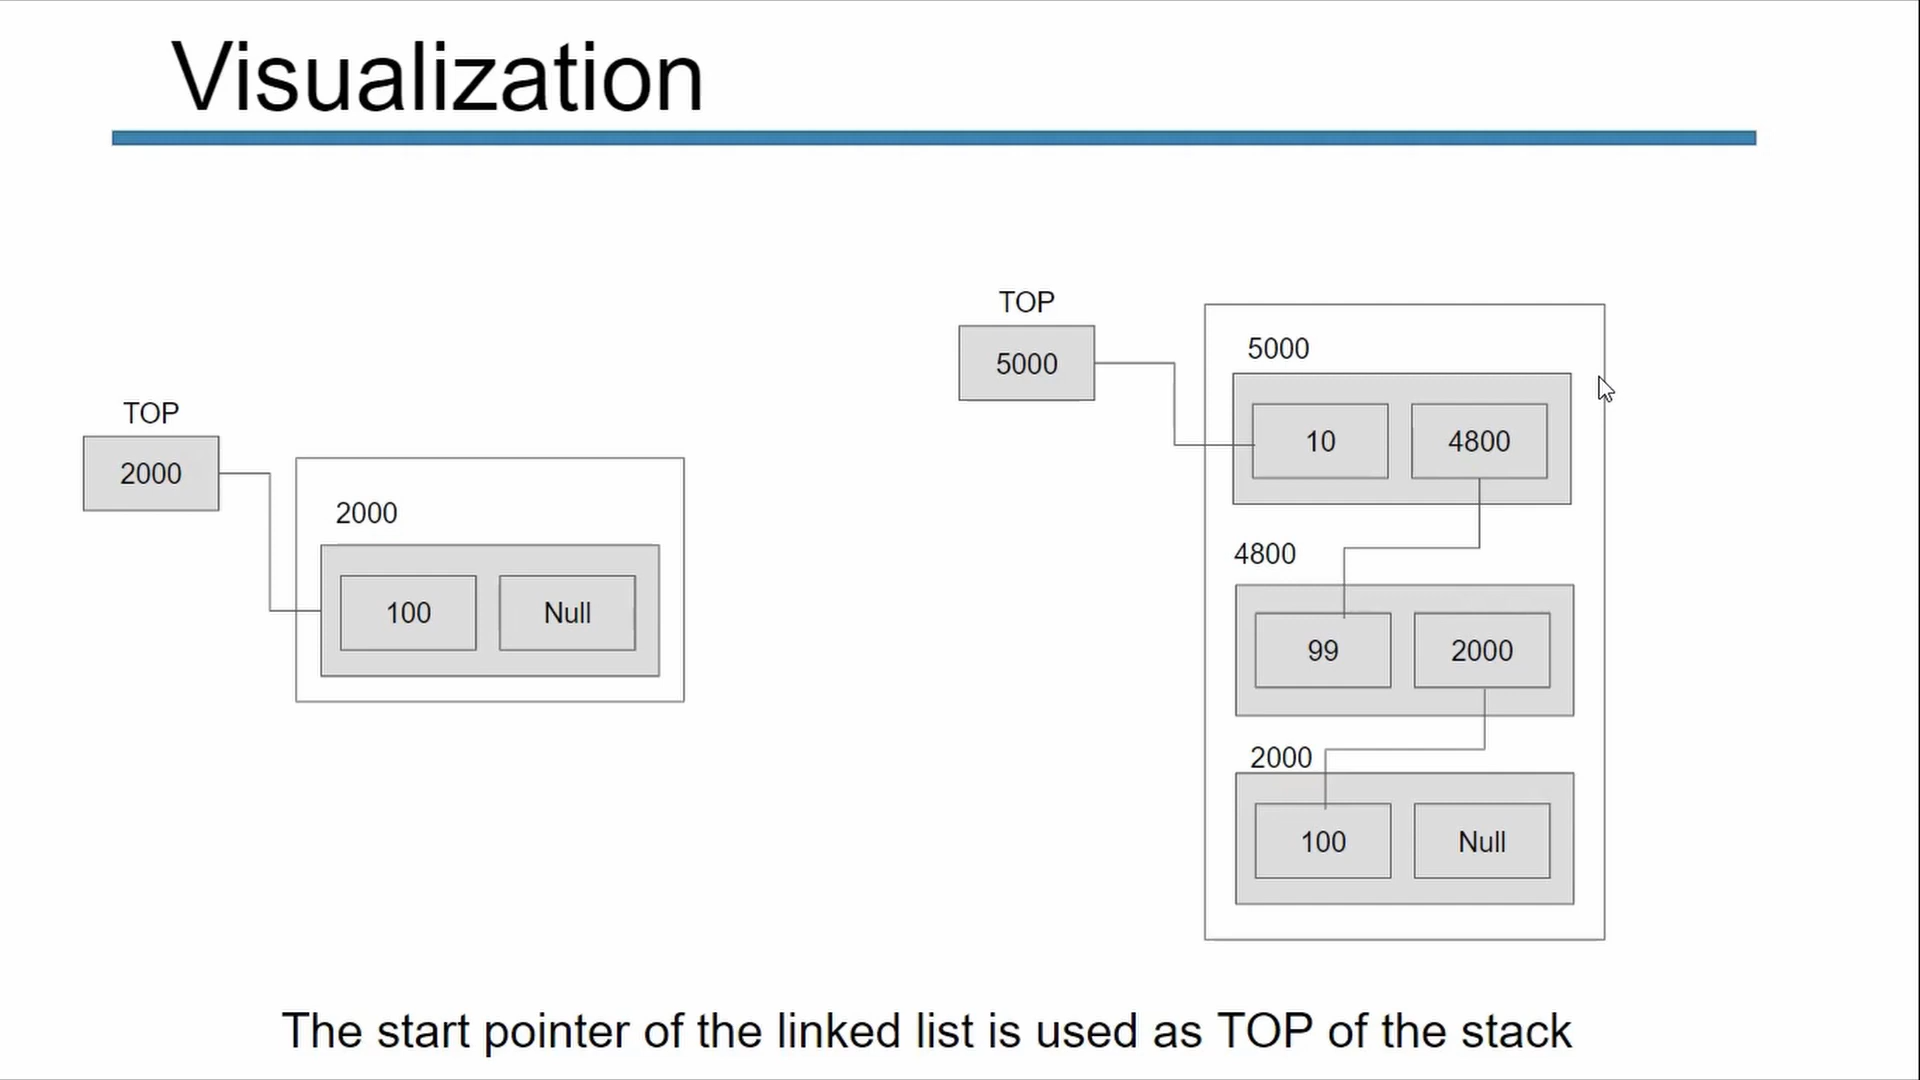 Visualization
TOP
2000
2000
100 Null
TOP
5000
5000
10 4800
4800
99 2000
2000
100 Null
The start pointer of the linked list is used as TOP of the stack